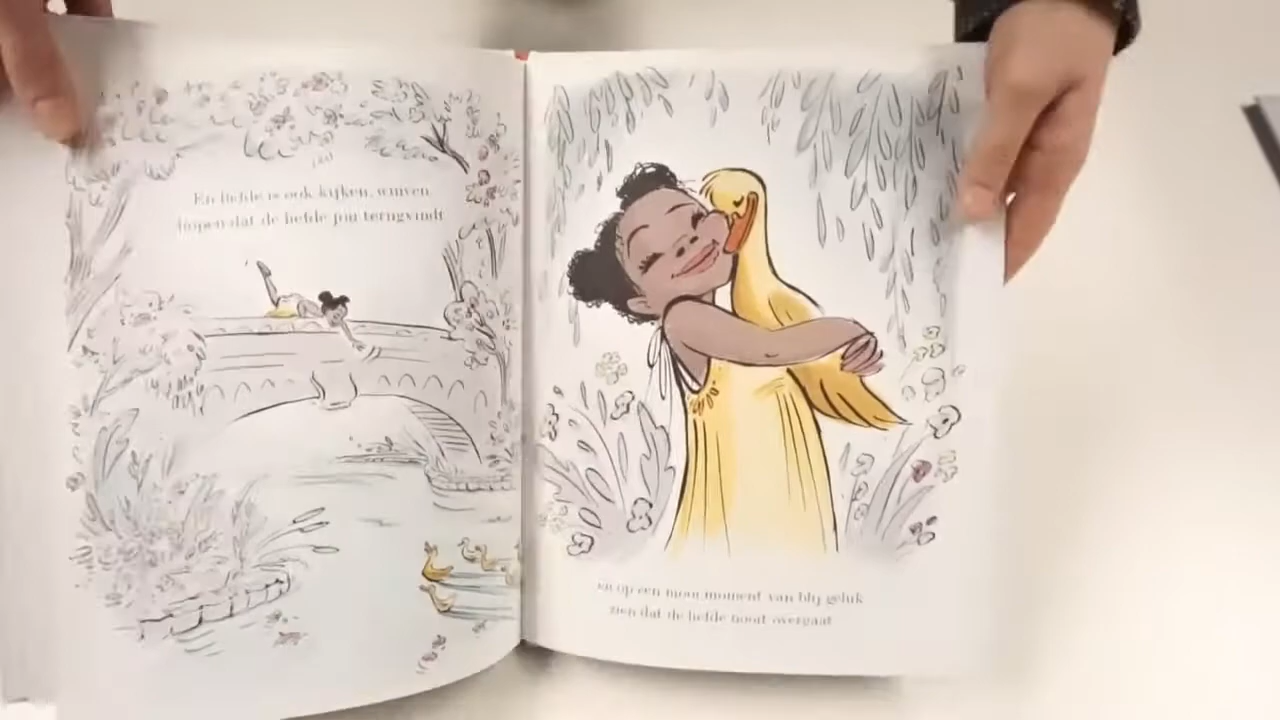 En liefde is ook kijken, wuiven
hopen dat de liefde jou terugvindt
en op een mooi moment van blij geluk
zien dat de liefde nooit overgaat